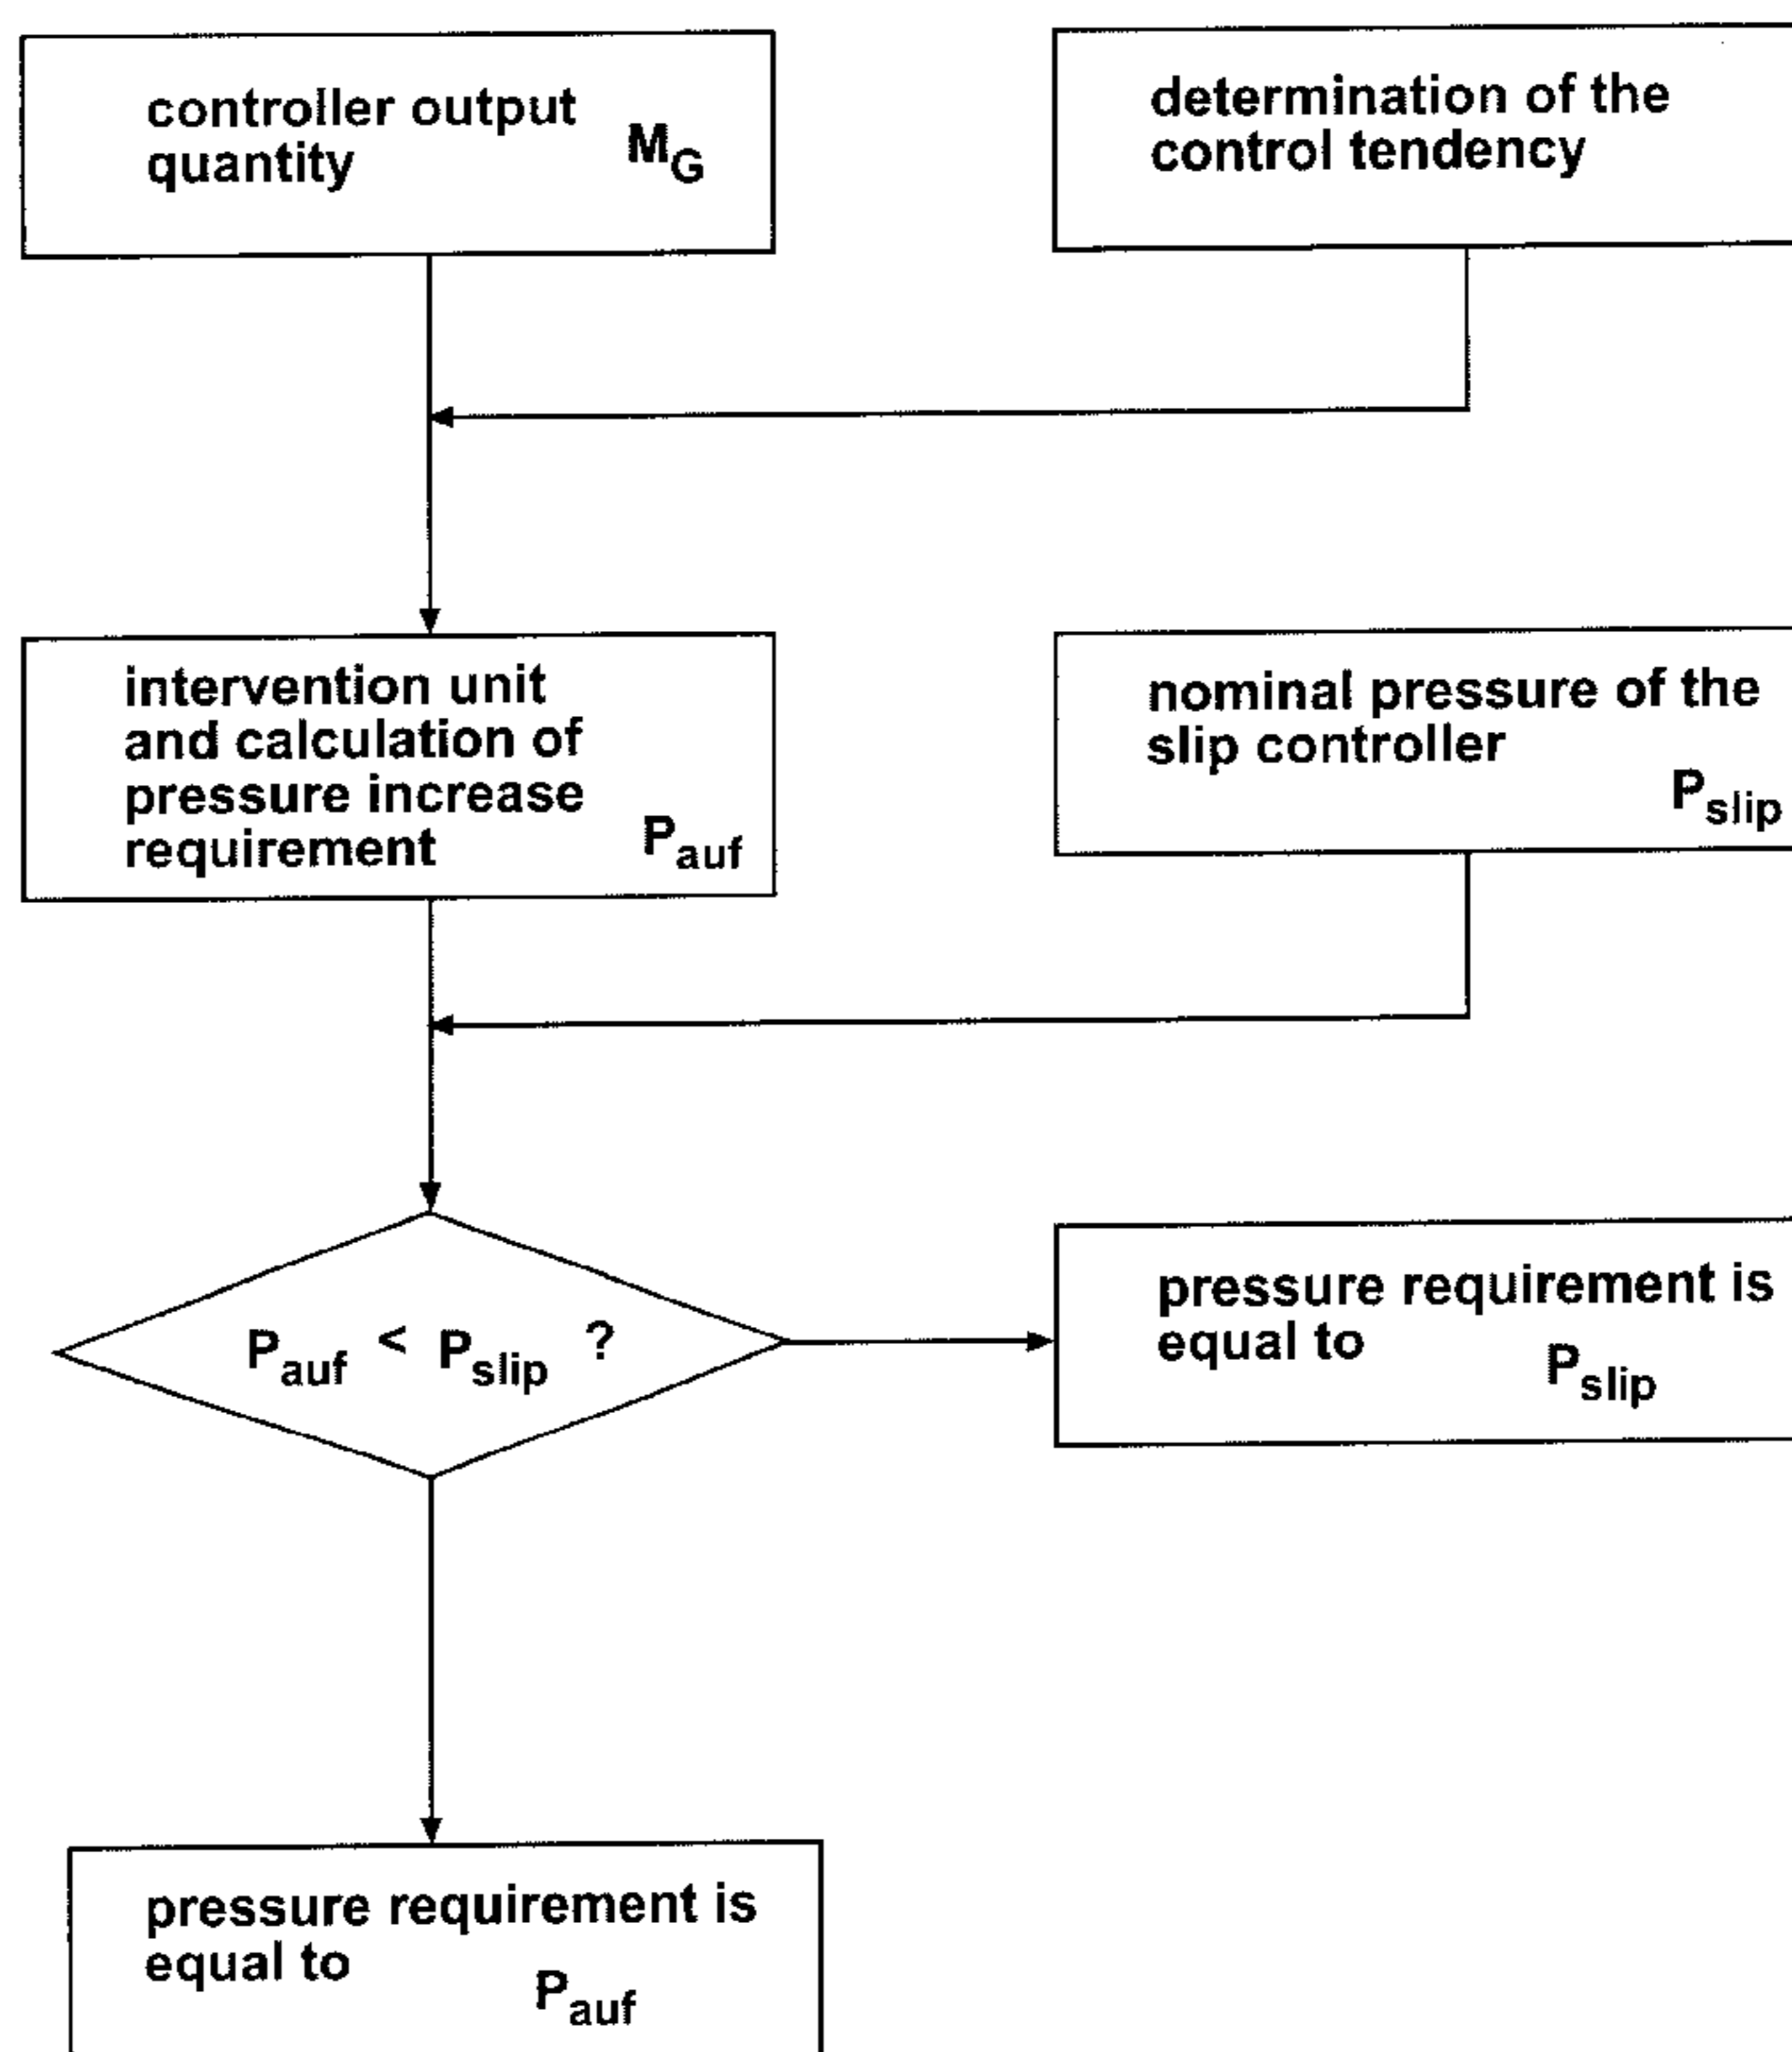 controller output
quantity M_G
determination of the
control tendency
intervention unit
and calculation of
pressure increase
requirement P_auf
nominal pressure of the
slip controller
P_slip
P_auf < P_slip ?
pressure requirement is
equal to P_slip
pressure requirement is
equal to P_auf